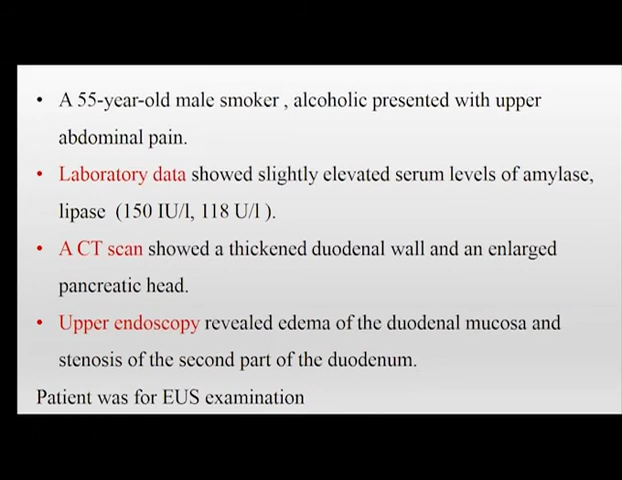 • A 55-year-old male smoker , alcoholic presented with upper
abdominal pain.
• Laboratory data showed slightly elevated serum levels of amylase,
lipase (150 IU/l, 118 U/l ).
• A CT scan showed a thickened duodenal wall and an enlarged
pancreatic head.
• Upper endoscopy revealed edema of the duodenal mucosa and
stenosis of the second part of the duodenum.
Patient was for EUS examination